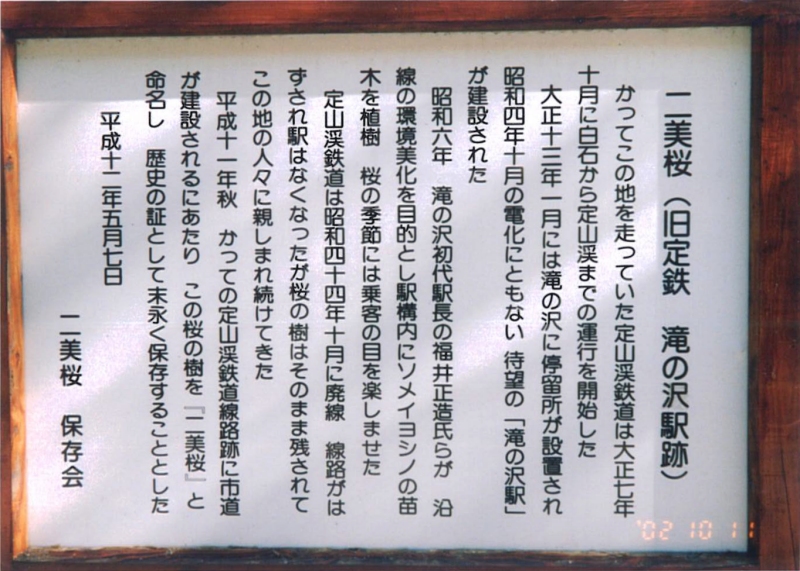 二美桜(旧定鉄 滝の沢駅跡)
かってこの地を走っていた定山渓鉄道は大正七年
十月に白石から定山渓までの運行を開始した
大正十三年一月には滝の沢に停留所が設置され
昭和四年十月の電化にともない 待望の「滝の沢駅」
が建設された
昭和六年 滝の沢初代駅長の福井正造氏らが 沿
線の環境美化を目的とし駅構内にソメイヨシノの苗
木を植樹 桜の季節には乗客の目を楽しませた
定山渓鉄道は昭和四十四年十月に廃線 線路がは
ずされ駅はなくなったが桜の樹はそのまま残されて
この地の人々に親しまれ続けてきた
平成十一年秋 かっての定山渓鉄道線路跡に市道
が建設されるにあたり この桜の樹を『二美桜』と
命名し 歴史の証として末永く保存することとした
平成十二年五月七日
二美桜 保存会
'02 10 11